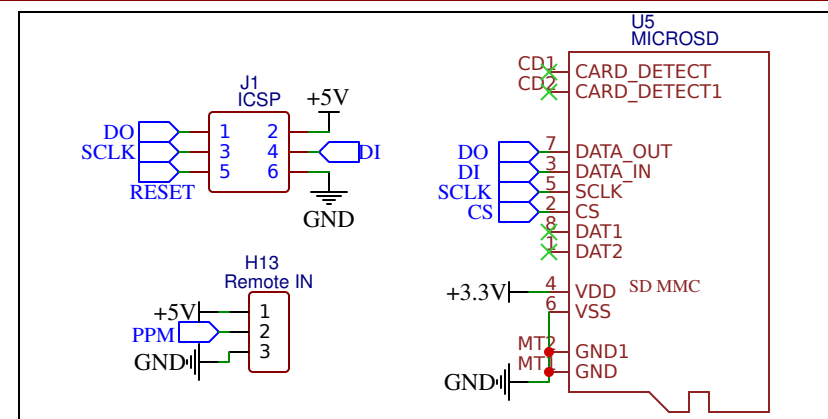 J1
ICSP
+5V
DO
1
2
SCLK
3
4
DI
5
6
RESET
GND
H13
Remote IN
+5V
1
PPM
2
GND
3
U5
MICROSD
CD1
CARD_DETECT
CD2
CARD_DETECT1
DO
7
DATA_OUT
DI
3
DATA_IN
SCLK
5
SCLK
CS
2
CS
8
DAT1
1
DAT2
+3.3V
4
VDD
SD MMC
6
VSS
MT2
GND1
MT1
GND
GND